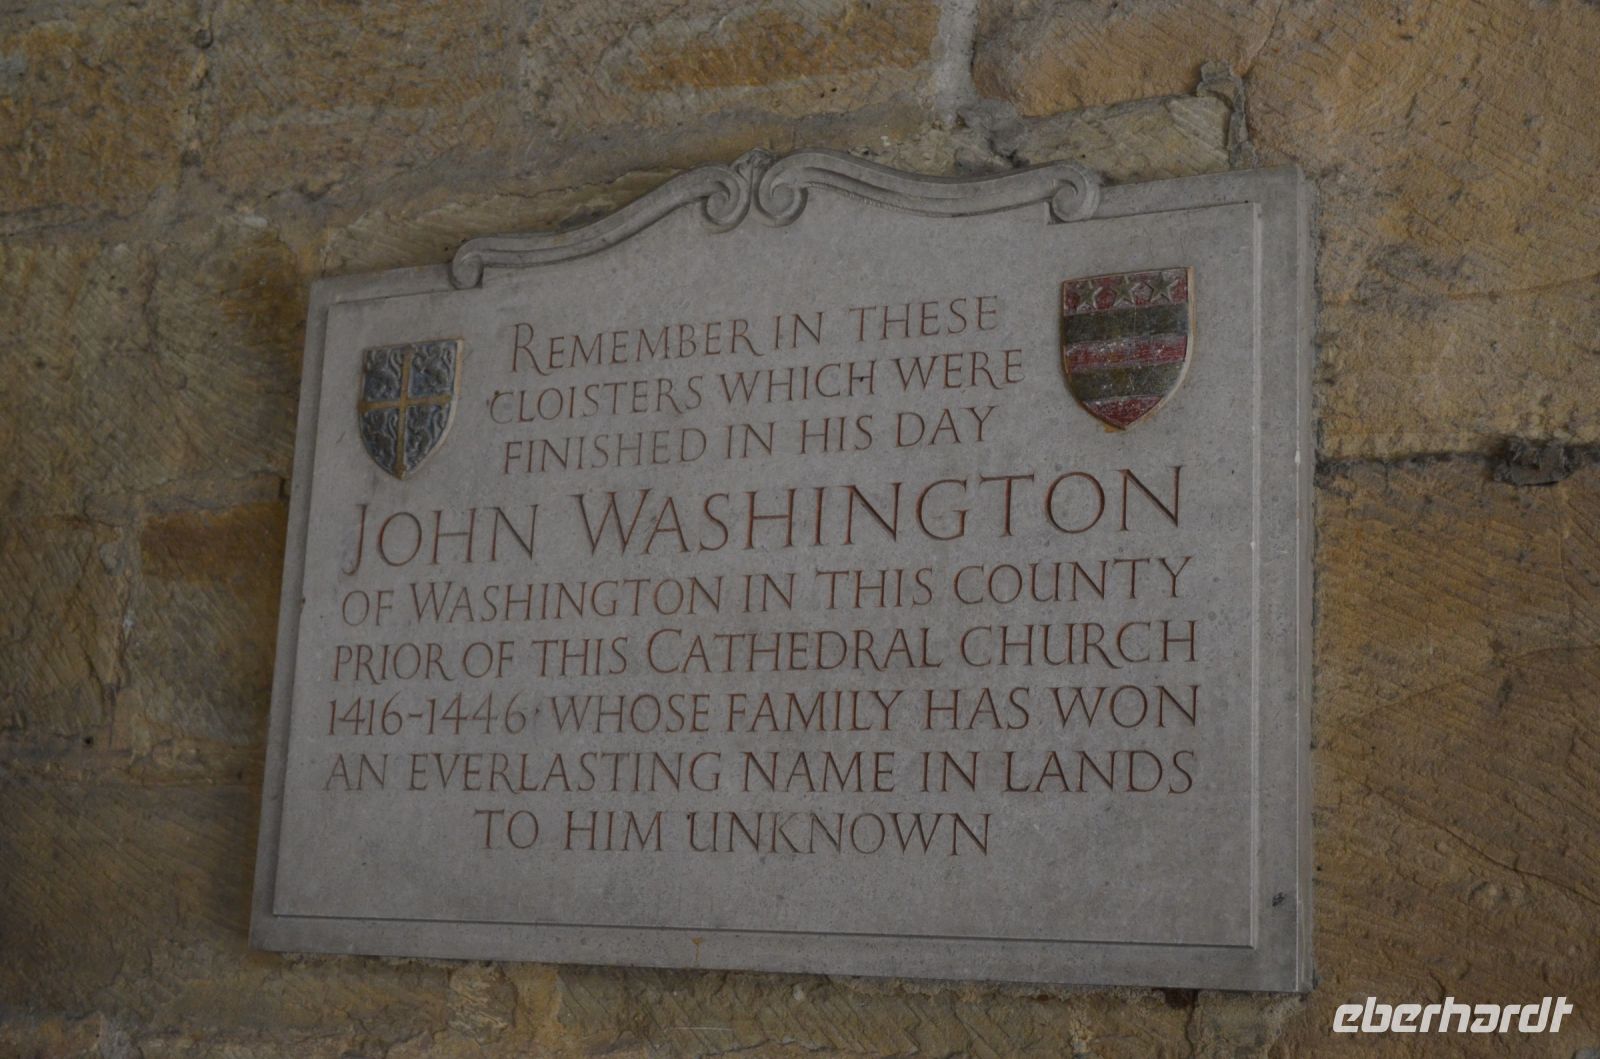 REMEMBER IN THESE
CLOISTERS WHICH WERE
FINISHED IN HIS DAY
JOHN WASHINGTON
OF WASHINGTON IN THIS COUNTY
PRIOR OF THIS CATHEDRAL CHURCH
1416-1446 WHOSE FAMILY HAS WON
AN EVERLASTING NAME IN LANDS
TO HIM UNKNOWN
eberhardt